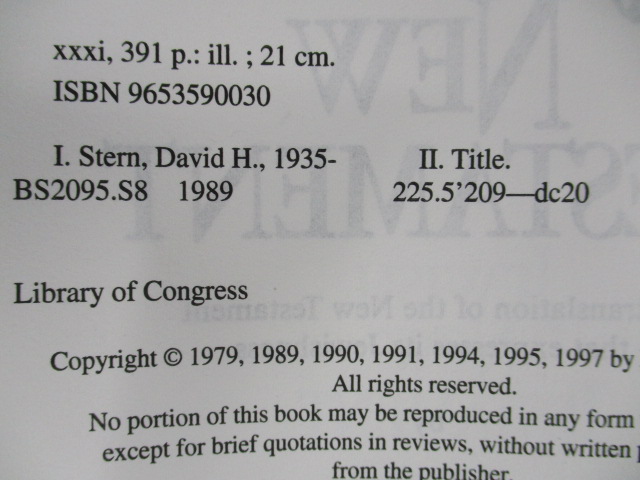 xxxi, 391 p.: ill. ; 21 cm.
ISBN 9653590030
I. Stern, David H., 1935- II. Title.
BS2095.S8 1989 225.5’209—dc20
Library of Congress
Copyright © 1979, 1989, 1990, 1991, 1994, 1995, 1997 by
All rights reserved.
No portion of this book may be reproduced in any form
except for brief quotations in reviews, without written
from the publisher.